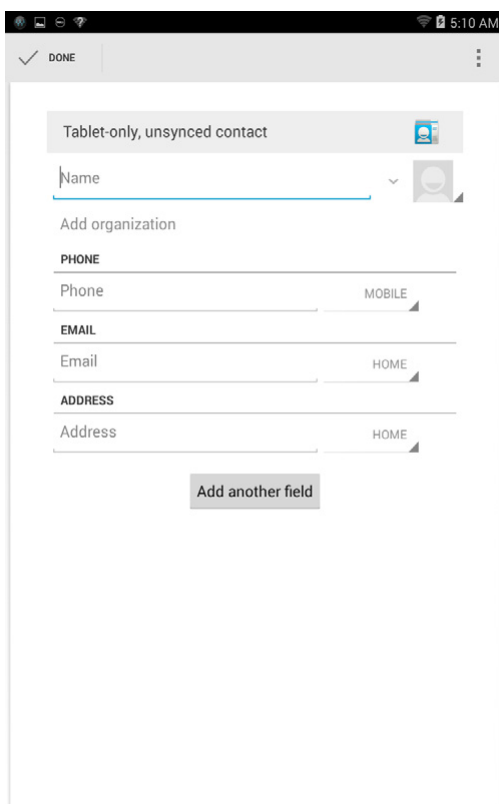 5:10 AM
DONE
Tablet-only, unsynced contact
Name
Add organization
PHONE
Phone MOBILE
EMAIL
Email HOME
ADDRESS
Address HOME
Add another field